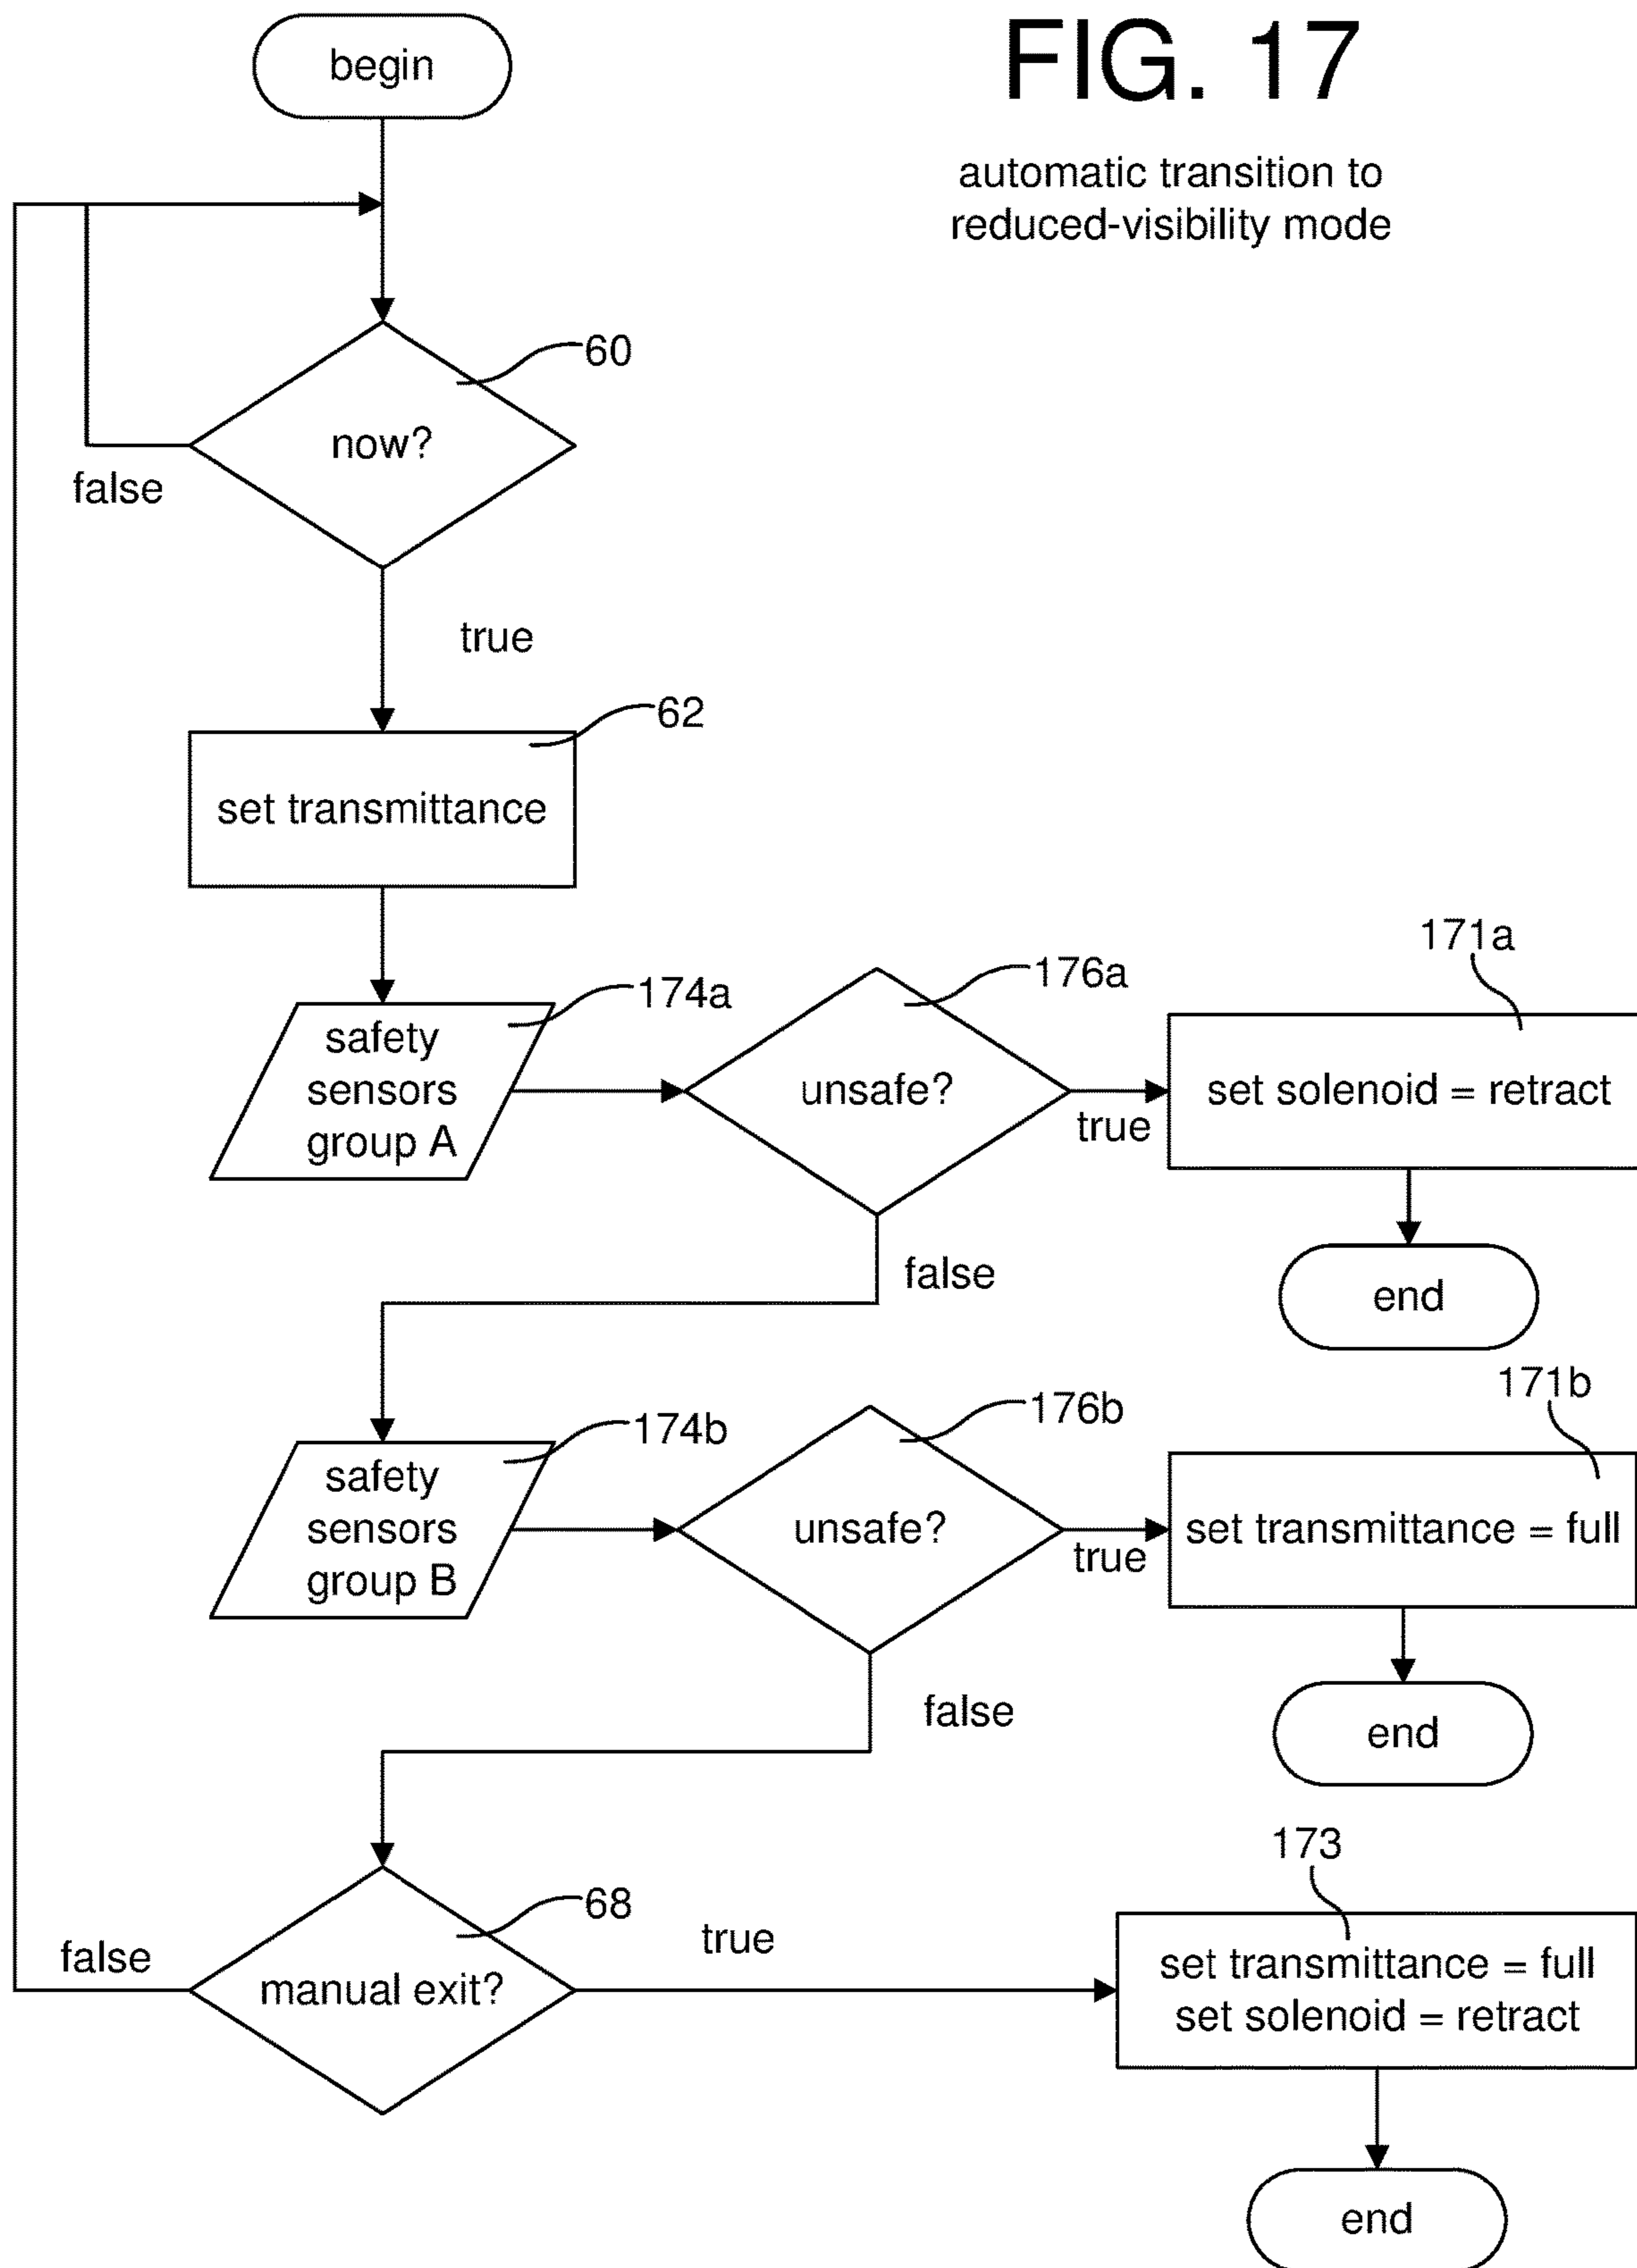 FIG. 17
automatic transition to
reduced-visibility mode
begin
60
now?
false
true
62
set transmittance
174a
safety
sensors
group A
176a
unsafe?
true
171a
set solenoid = retract
end
false
174b
safety
sensors
group B
176b
unsafe?
true
171b
set transmittance = full
end
false
68
manual exit?
false
true
173
set transmittance = full
set solenoid = retract
end